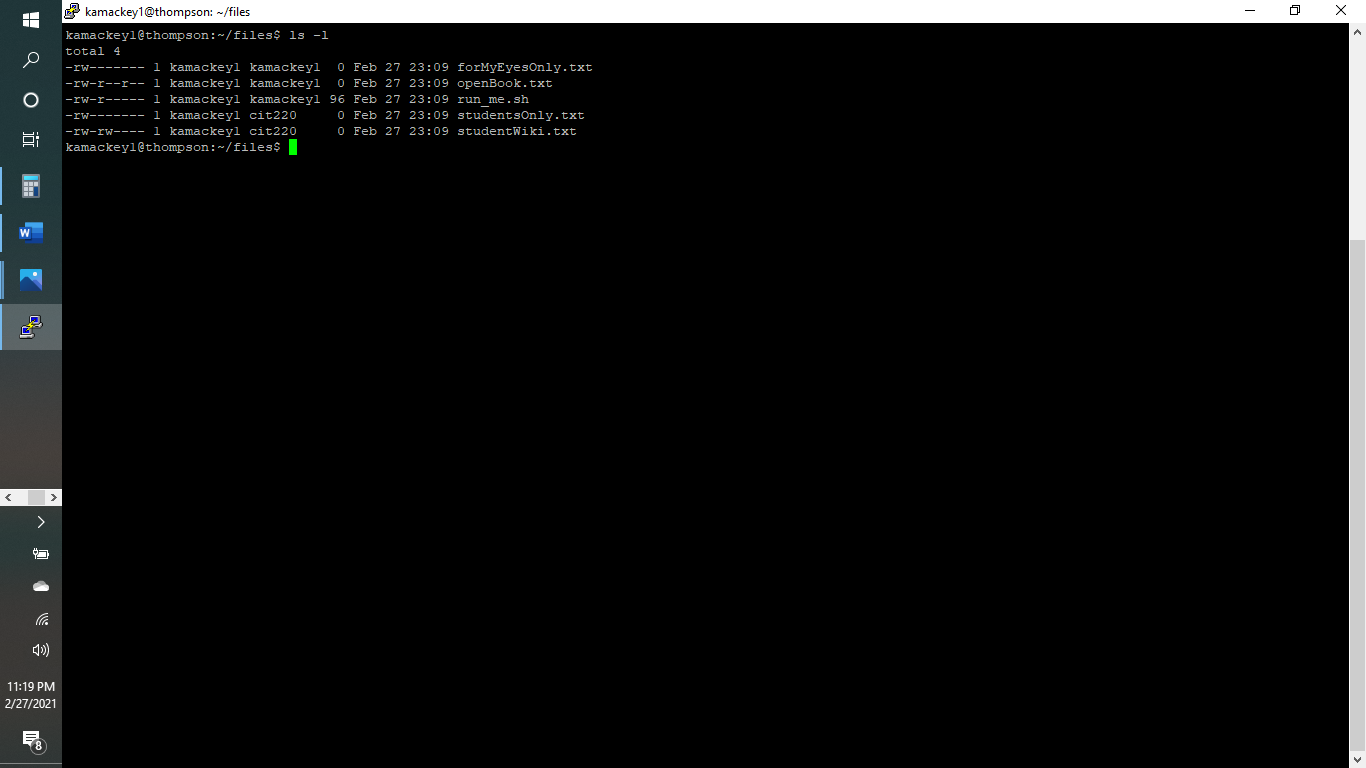 kamackey1@thompson: ~/files
kamackey1@thompson:~/files$ ls -l
total 4
-rw------- 1 kamackey1 kamackey1  0 Feb 27 23:09 forMyEyesOnly.txt
-rw-r--r-- 1 kamackey1 kamackey1  0 Feb 27 23:09 openBook.txt
-rw-r----- 1 kamackey1 kamackey1 96 Feb 27 23:09 run_me.sh
-rw------- 1 kamackey1 cit220     0 Feb 27 23:09 studentsOnly.txt
-rw-rw---- 1 kamackey1 cit220     0 Feb 27 23:09 studentWiki.txt
kamackey1@thompson:~/files$
W
11:19 PM
2/27/2021
8